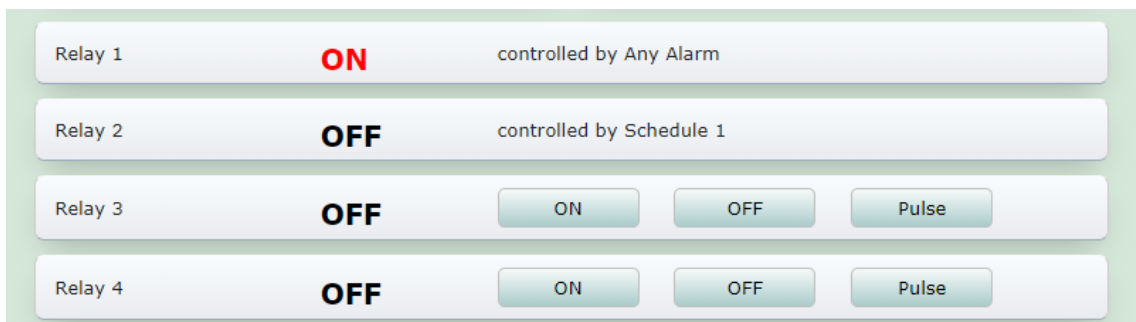 Relay 1 ON controlled by Any Alarm
Relay 2 OFF controlled by Schedule 1
Relay 3 OFF ON OFF Pulse
Relay 4 OFF ON OFF Pulse